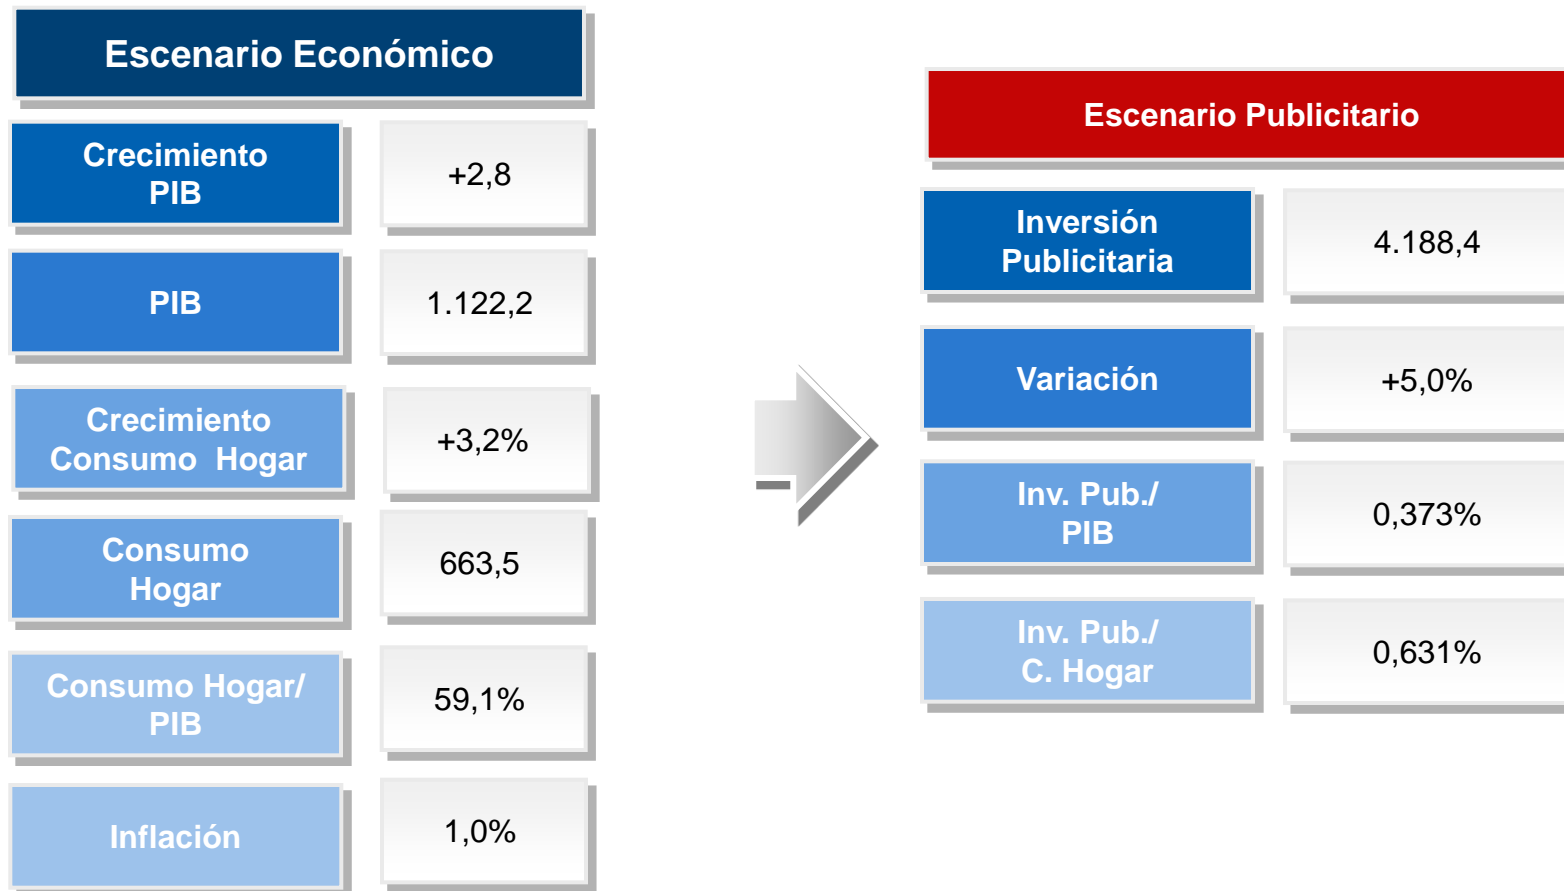 Escenario Económico
Crecimiento
PIB
+2,8
PIB
1.122,2
Crecimiento
Consumo Hogar
+3,2%
Consumo
Hogar
663,5
Consumo Hogar/
PIB
59,1%
Inflación
1,0%
Escenario Publicitario
Inversión
Publicitaria
4.188,4
Variación
+5,0%
Inv. Pub./
PIB
0,373%
Inv. Pub./
C. Hogar
0,631%